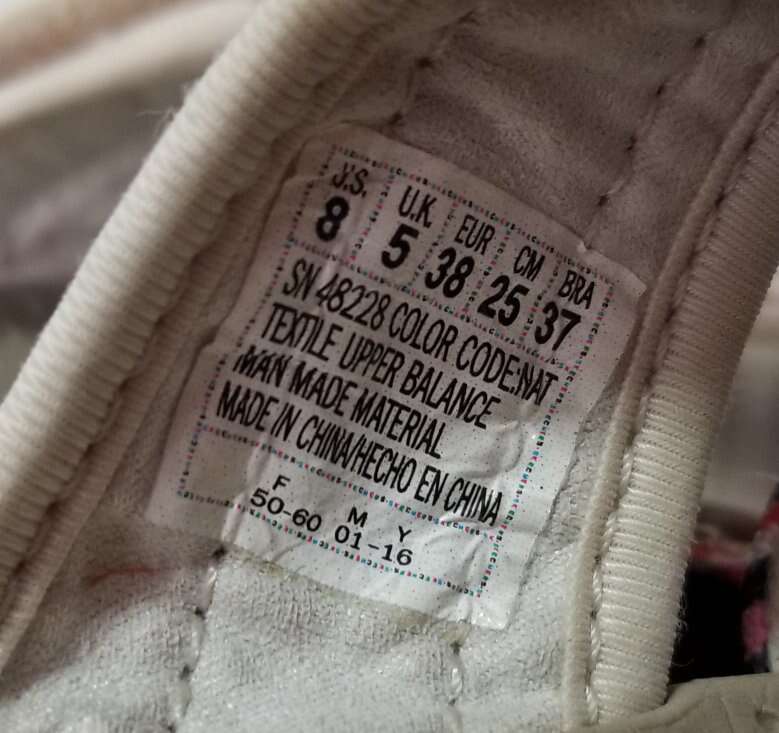 U.S. U.K. EUR CM BRA
8 5 38 25 37
SN 48228 COLOR CODE:NAT
TEXTILE UPPER BALANCE
MAN MADE MATERIAL
MADE IN CHINA/HECHO EN CHINA
F M Y
50-60 01-16